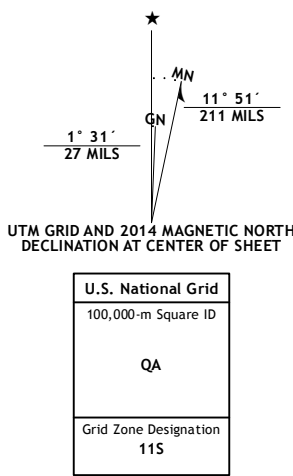 ★
MN
GN
11° 51´
211 MILS
1° 31´
27 MILS
UTM GRID AND 2014 MAGNETIC NORTH
DECLINATION AT CENTER OF SHEET
U.S. National Grid
100,000-m Square ID
QA
Grid Zone Designation
11S